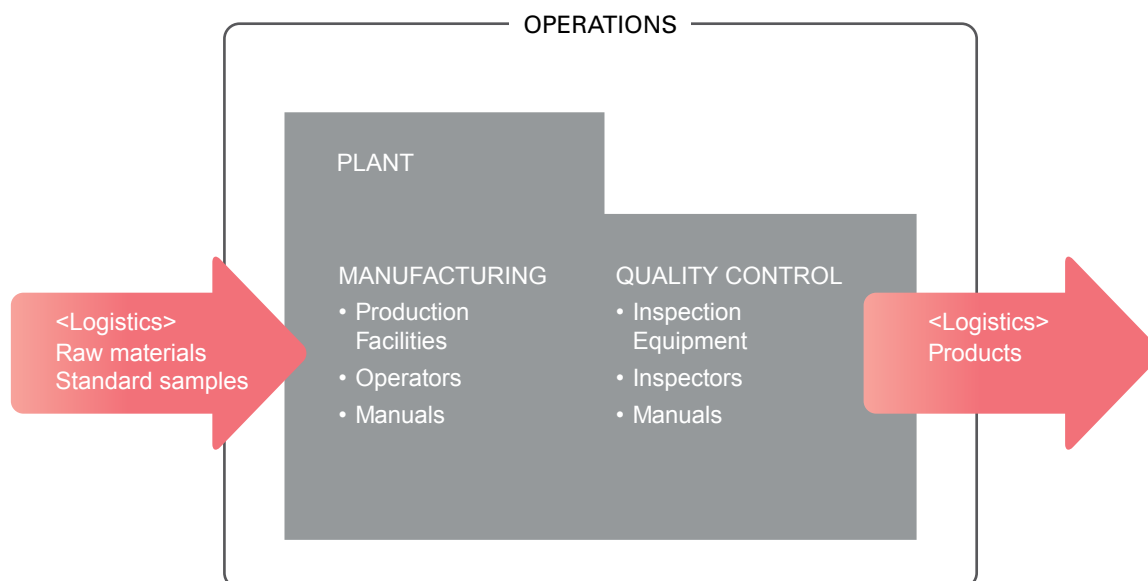 OPERATIONS
PLANT
MANUFACTURING
• Production
Facilities
• Operators
• Manuals
QUALITY CONTROL
• Inspection
Equipment
• Inspectors
• Manuals
<Logistics>
Raw materials
Standard samples
<Logistics>
Products